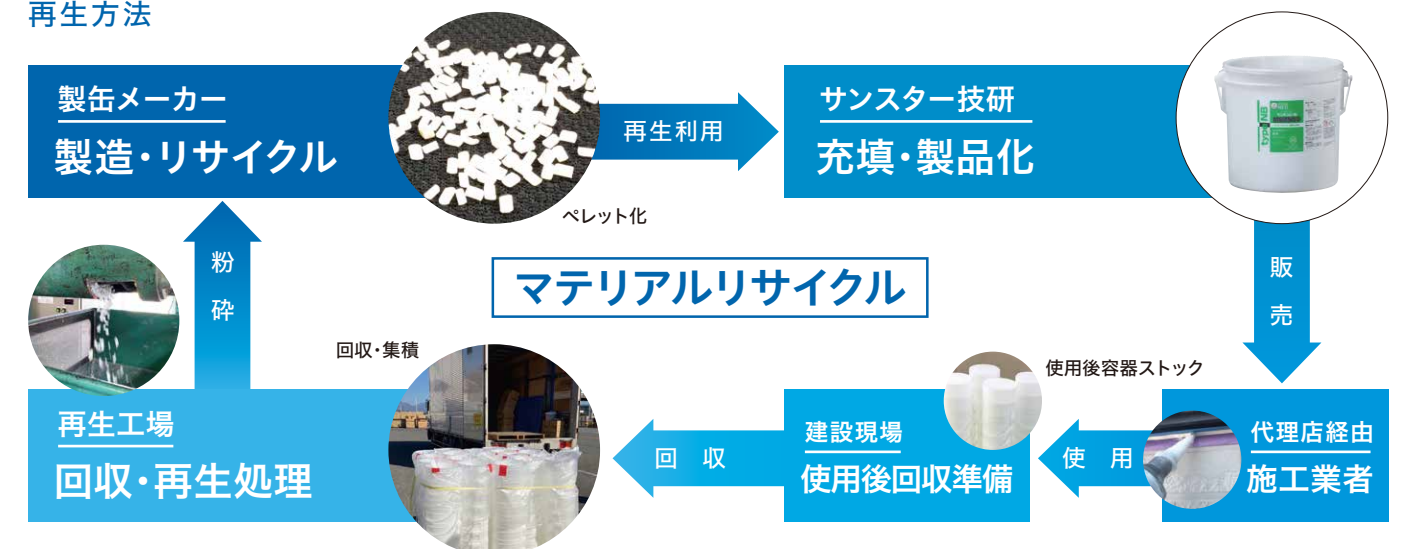 再生方法
製缶メーカー
製造・リサイクル
ペレット化
再生利用
サンスター技研
充填・製品化
type NB
販売
代理店経由
施工業者
使用
使用後容器ストック
建設現場
使用後回収準備
回収
回収・集積
再生工場
回収・再生処理
粉砕
マテリアルリサイクル